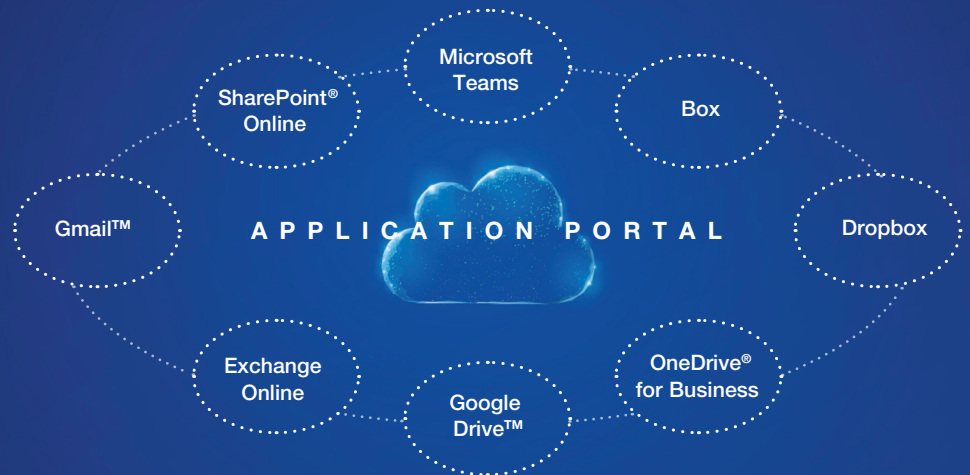 Microsoft
Teams
SharePoint®
Online
Box
Gmail™
APPLICATION PORTAL
Dropbox
Exchange
Online
OneDrive®
for Business
Google
Drive™